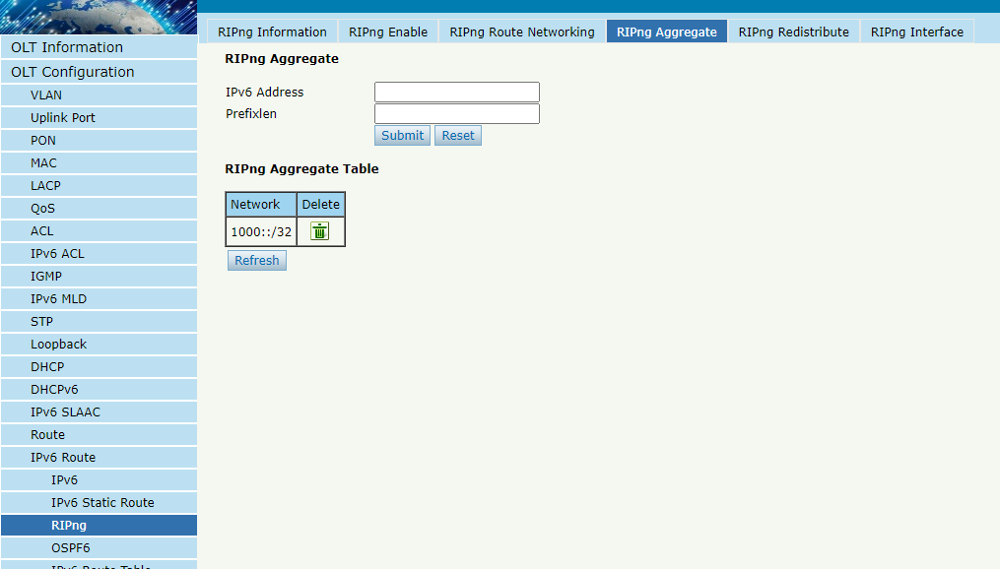 OLT Information
OLT Configuration
VLAN
Uplink Port
PON
MAC
LACP
QoS
ACL
IPv6 ACL
IGMP
IPv6 MLD
STP
Loopback
DHCP
DHCPv6
IPv6 SLAAC
Route
IPv6 Route
IPv6
IPv6 Static Route
RIPng
OSPF6
IPv6 Route Table
RIPng Information RIPng Enable RIPng Route Networking RIPng Aggregate RIPng Redistribute RIPng Interface
RIPng Aggregate
IPv6 Address
Prefixlen
Submit Reset
RIPng Aggregate Table
Network Delete
1000::/32
Refresh